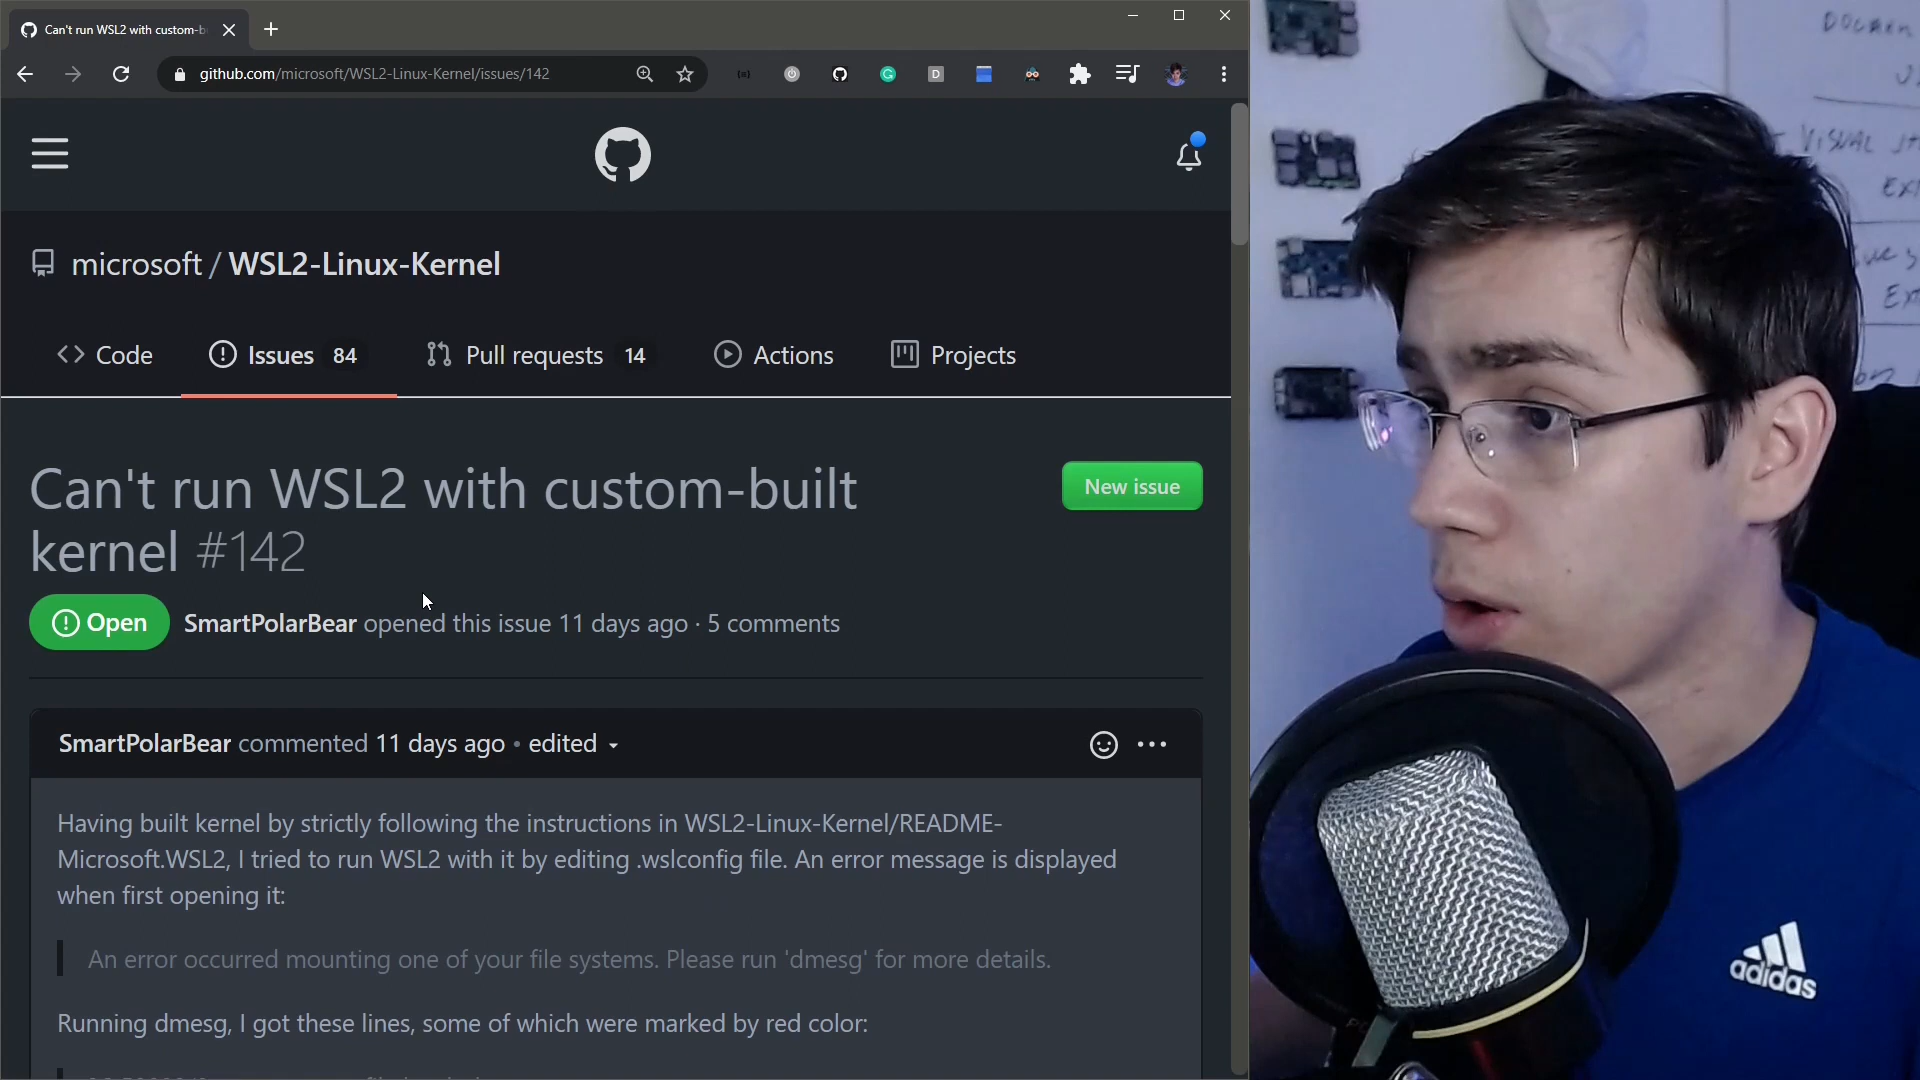 Can't run WSL2 with custom-b
github.com/microsoft/WSL2-Linux-Kernel/issues/142
microsoft / WSL2-Linux-Kernel
Code
Issues 84
Pull requests 14
Actions
Projects
Can't run WSL2 with custom-built
kernel #142
New issue
Open
SmartPolarBear opened this issue 11 days ago · 5 comments
SmartPolarBear commented 11 days ago • edited
Having built kernel by strictly following the instructions in WSL2-Linux-Kernel/README-
Microsoft.WSL2, I tried to run WSL2 with it by editing .wslconfig file. An error message is displayed
when first opening it:
An error occurred mounting one of your file systems. Please run 'dmesg' for more details.
Running dmesg, I got these lines, some of which were marked by red color:
VISUAL
adidas